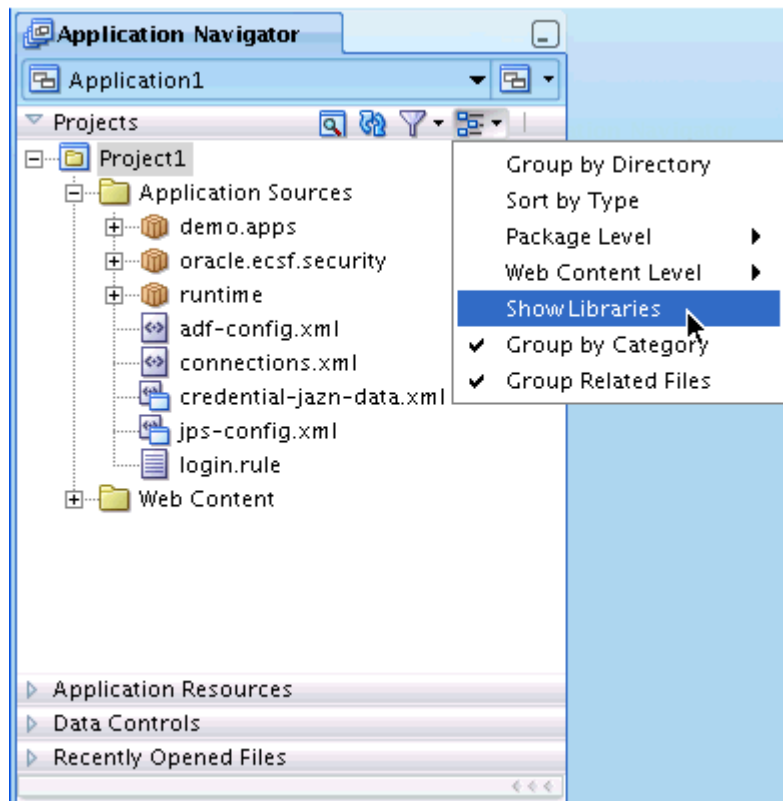 Application Navigator
Application1
Projects
Project1
Application Sources
demo.apps
oracle.ecsf.security
runtime
adf-config.xml
connections.xml
credential-jazn-data.xml
jps-config.xml
login.rule
Web Content
Group by Directory
Sort by Type
Package Level
Web Content Level
Show Libraries
Group by Category
Group Related Files
Application Resources
Data Controls
Recently Opened Files